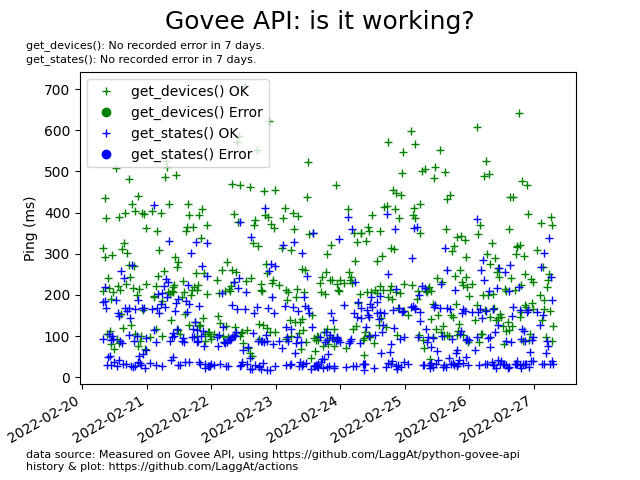 Govee API: is it working?
get_devices(): No recorded error in 7 days.
get_states(): No recorded error in 7 days.
get_devices() OK
get_devices() Error
get_states() OK
get_states() Error
Ping (ms)
700
600
500
400
300
200
100
0
2022-02-20
2022-02-21
2022-02-22
2022-02-23
2022-02-24
2022-02-25
2022-02-26
2022-02-27
data source: Measured on Govee API, using https://github.com/LaggAt/python-govee-api
history & plot: https://github.com/LaggAt/actions